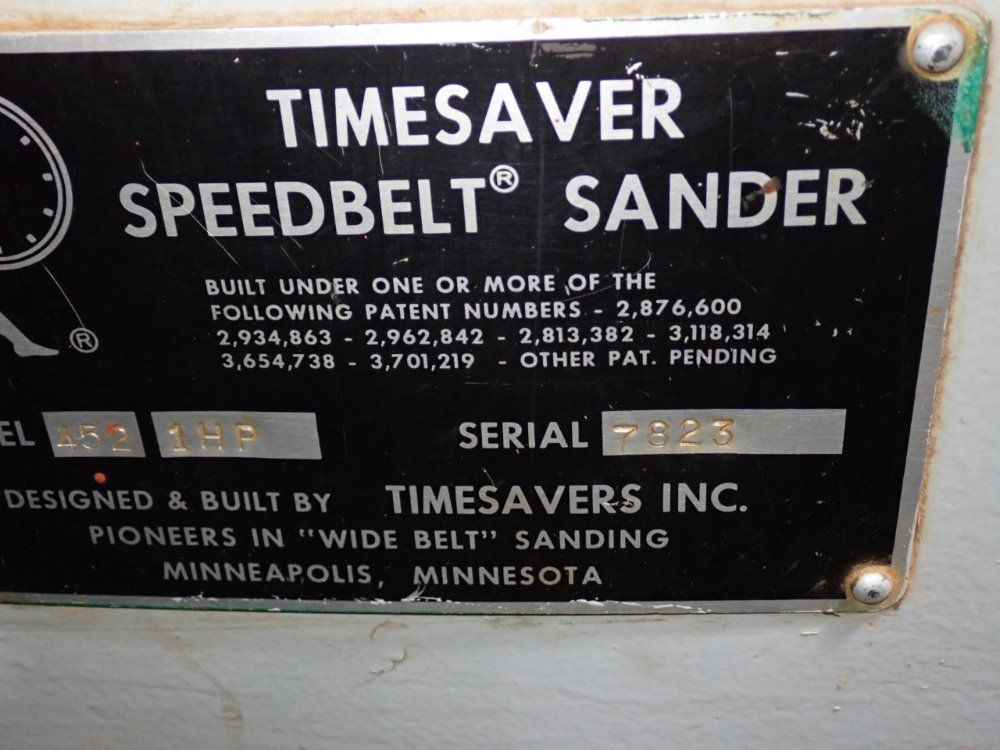 TIMESAVER
SPEEDBELT® SANDER
BUILT UNDER ONE OR MORE OF THE
FOLLOWING PATENT NUMBERS - 2,876,600
2,934,863 - 2,962,842 - 2,813,382 - 3,118,314
3,654,738 - 3,701,219 - OTHER PAT. PENDING
®
EL 452 1HP SERIAL 7823
DESIGNED & BUILT BY TIMESAVERS INC.
PIONEERS IN "WIDE BELT" SANDING
MINNEAPOLIS, MINNESOTA